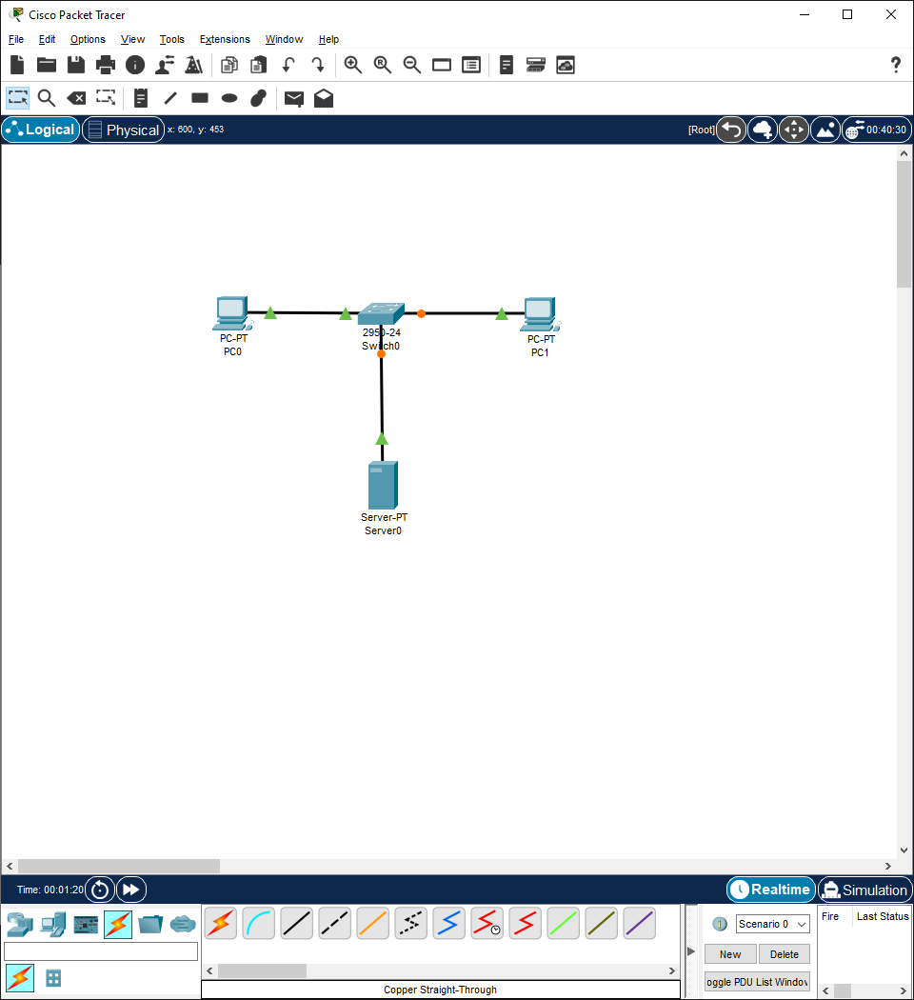 Cisco Packet Tracer
File Edit Options View Tools Extensions Window Help
?
Logical Physical x: 600, y: 453 [Root] 00:40:30
PC-PT
PC0
2950-24
Switch0
PC-PT
PC1
Server-PT
Server0
Time: 00:01:20 Realtime Simulation
Scenario 0 Fire Last Status
New Delete
oggle PDU List Window
Copper Straight-Through